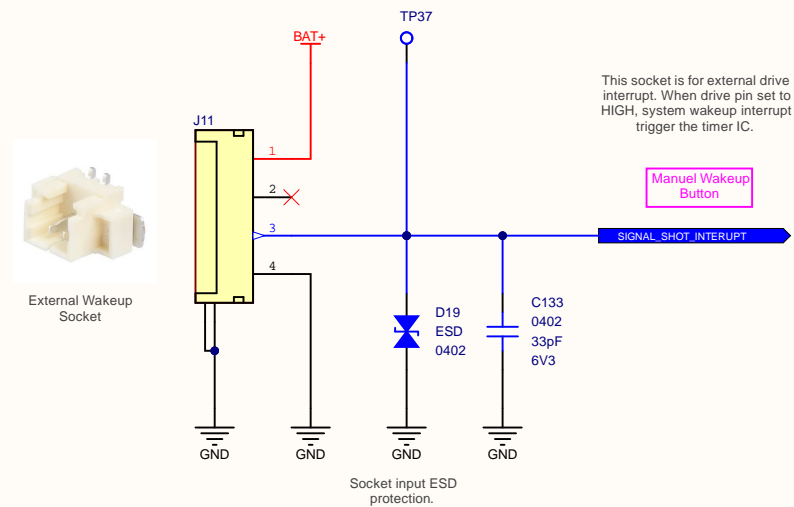 TP37
BAT+
This socket is for external drive
interrupt. When drive pin set to
HIGH, system wakeup interrupt
trigger the timer IC.
J11
1
2
3
4
Manuel Wakeup
Button
SIGNAL_SHOT_INTERUPT
External Wakeup
Socket
D19
ESD
0402
C133
0402
33pF
6V3
GND
GND
GND
GND
Socket input ESD
protection.